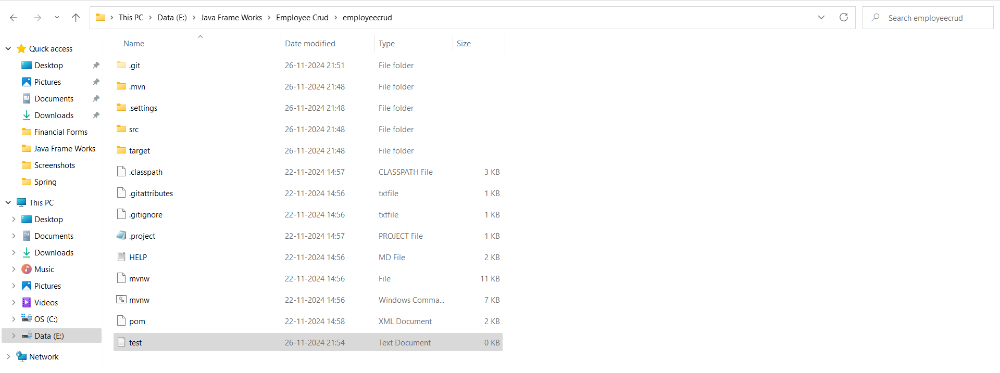 This PC > Data (E:) > Java Frame Works > Employee Crud > employeecrud
Search employeecrud
Quick access
Desktop
Pictures
Documents
Downloads
Financial Forms
Java Frame Works
Screenshots
Spring
This PC
Desktop
Documents
Downloads
Music
Pictures
Videos
OS (C:)
Data (E:)
Network
Name Date modified Type Size
.git 26-11-2024 21:51 File folder
.mvn 26-11-2024 21:48 File folder
.settings 26-11-2024 21:48 File folder
src 26-11-2024 21:48 File folder
target 26-11-2024 21:48 File folder
.classpath 22-11-2024 14:57 CLASSPATH File 3 KB
.gitattributes 22-11-2024 14:56 txtfile 1 KB
.gitignore 22-11-2024 14:56 txtfile 1 KB
.project 22-11-2024 14:57 PROJECT File 1 KB
HELP 22-11-2024 14:56 MD File 2 KB
mvnw 22-11-2024 14:56 File 11 KB
mvnw 22-11-2024 14:56 Windows Comma... 7 KB
pom 22-11-2024 14:58 XML Document 2 KB
test 26-11-2024 21:54 Text Document 0 KB